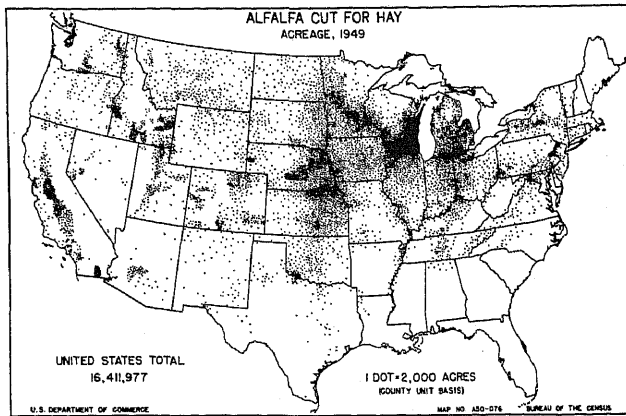 ALFALFA CUT FOR HAY
ACREAGE, 1949
UNITED STATES TOTAL
16,411,977
1 DOT=2,000 ACRES
(COUNTY UNIT BASIS)
U.S. DEPARTMENT OF COMMERCE
MAP NO A50-076
BUREAU OF THE CENSUS